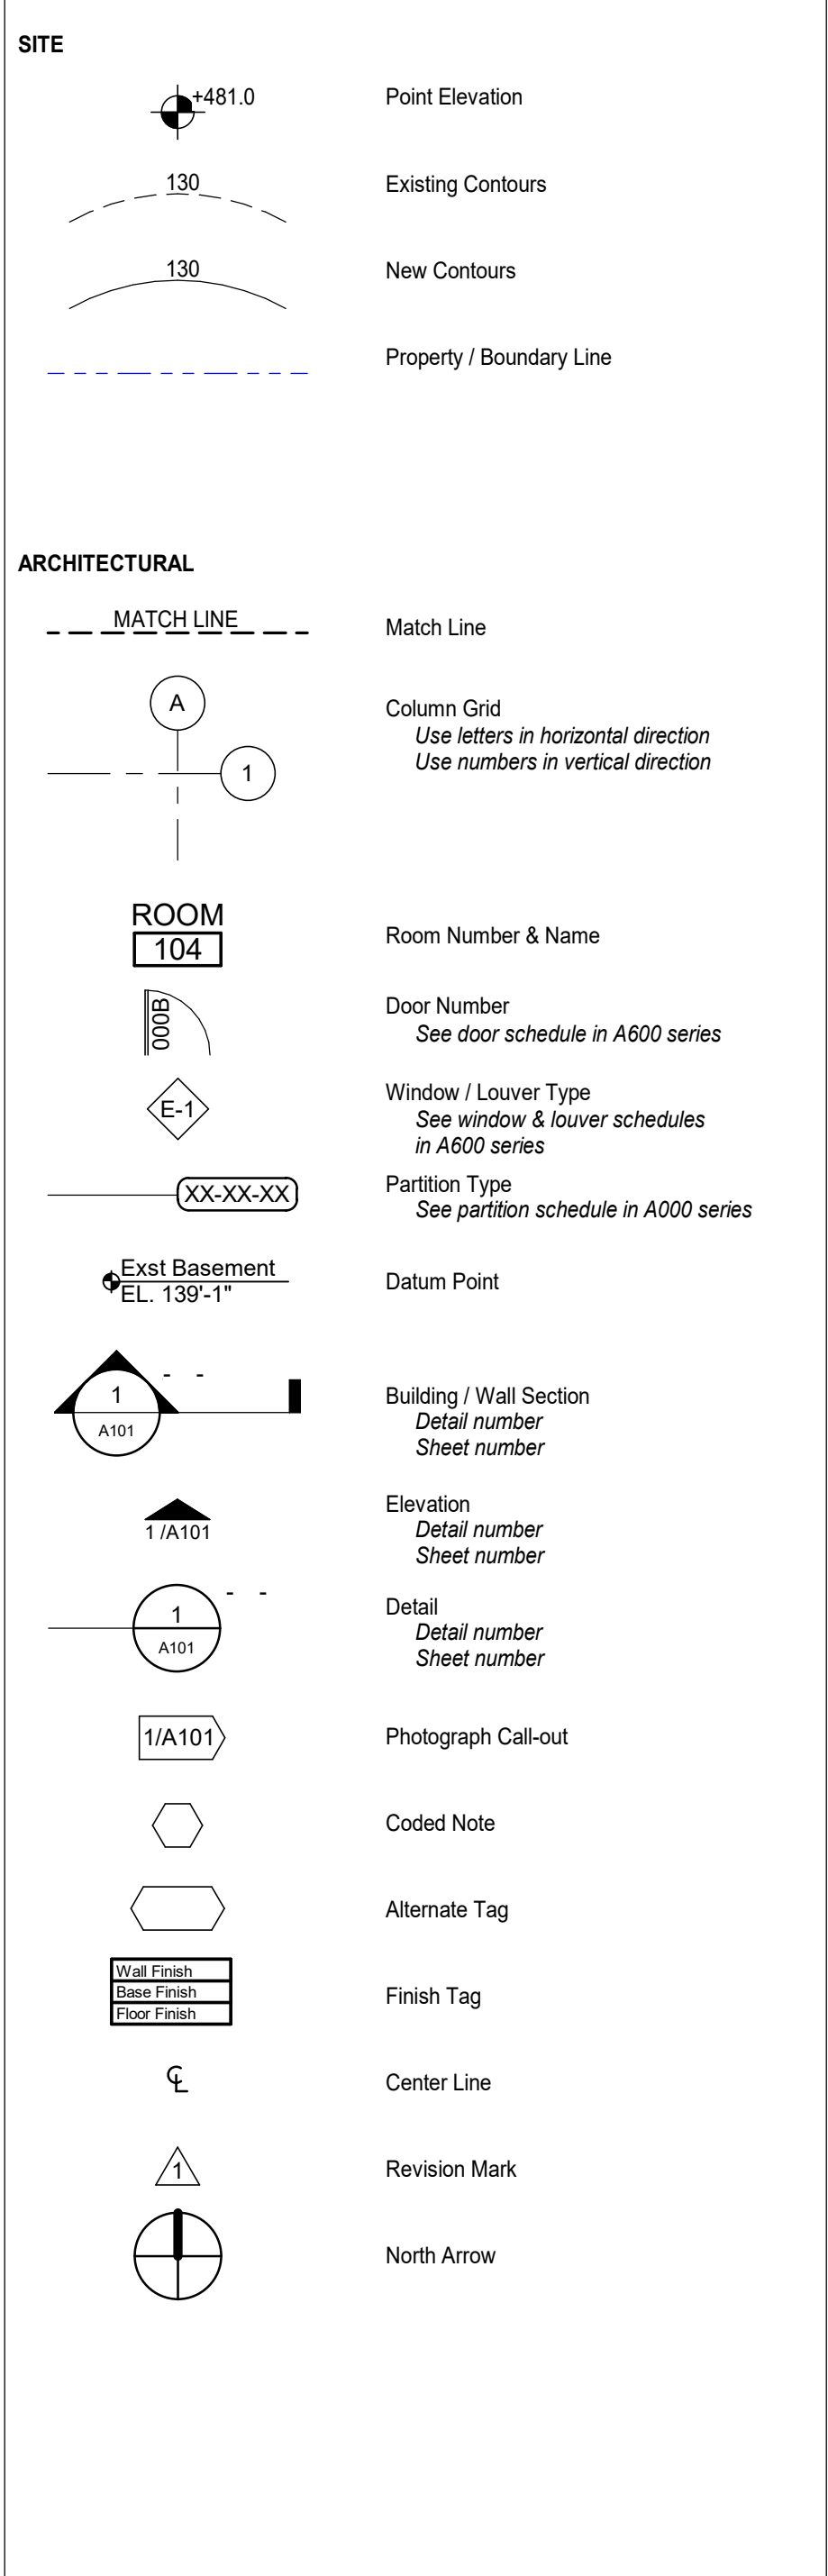 SITE
+481.0
Point Elevation
130
Existing Contours
130
New Contours
Property / Boundary Line
ARCHITECTURAL
MATCH LINE
Match Line
A
1
Column Grid
Use letters in horizontal direction
Use numbers in vertical direction
ROOM
104
Room Number & Name
000B
Door Number
See door schedule in A600 series
E-1
Window / Louver Type
See window & louver schedules
in A600 series
XX-XX-XX
Partition Type
See partition schedule in A000 series
Exst Basement
EL. 139'-1"
Datum Point
- -
1
A101
Building / Wall Section
Detail number
Sheet number
1 /A101
Elevation
Detail number
Sheet number
- -
1
A101
Detail
Detail number
Sheet number
1/A101
Photograph Call-out
Coded Note
Alternate Tag
Wall Finish
Base Finish
Floor Finish
Finish Tag
℄
Center Line
1
Revision Mark
North Arrow